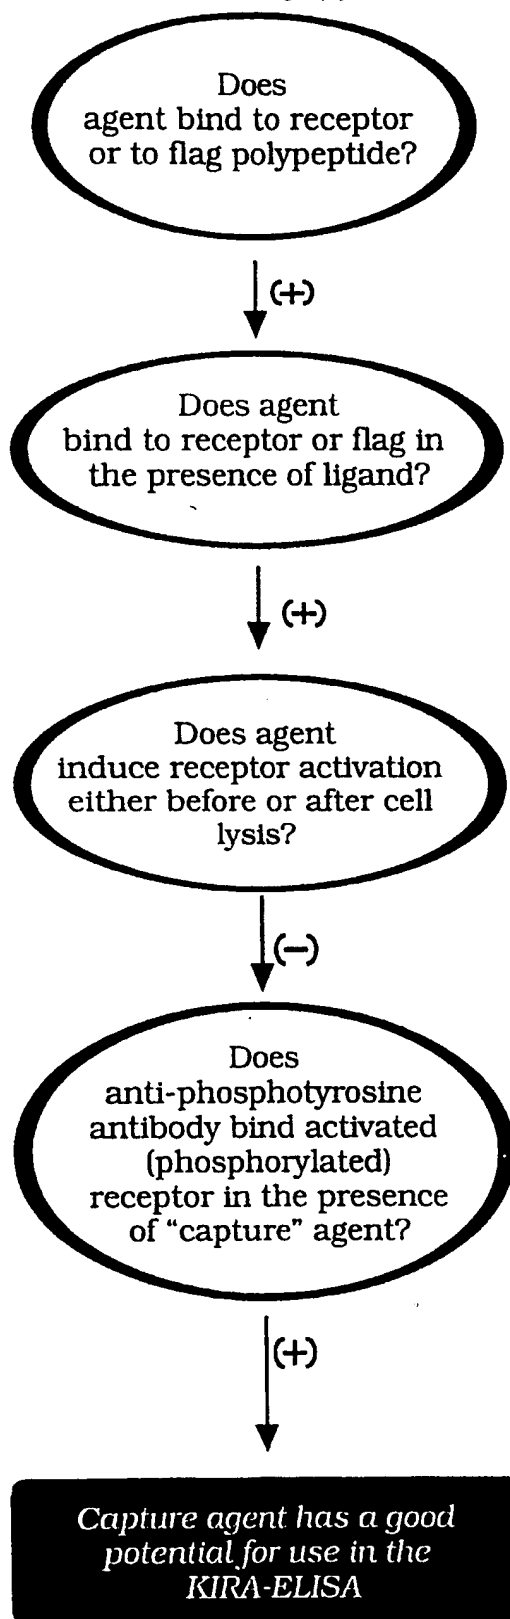 Does
agent bind to receptor
or to flag polypeptide?
(+)
Does agent
bind to receptor or flag in
the presence of ligand?
(+)
Does agent
induce receptor activation
either before or after cell
lysis?
(−)
Does
anti-phosphotyrosine
antibody bind activated
(phosphorylated)
receptor in the presence
of "capture" agent?
(+)
Capture agent has a good
potential for use in the
KIRA-ELISA